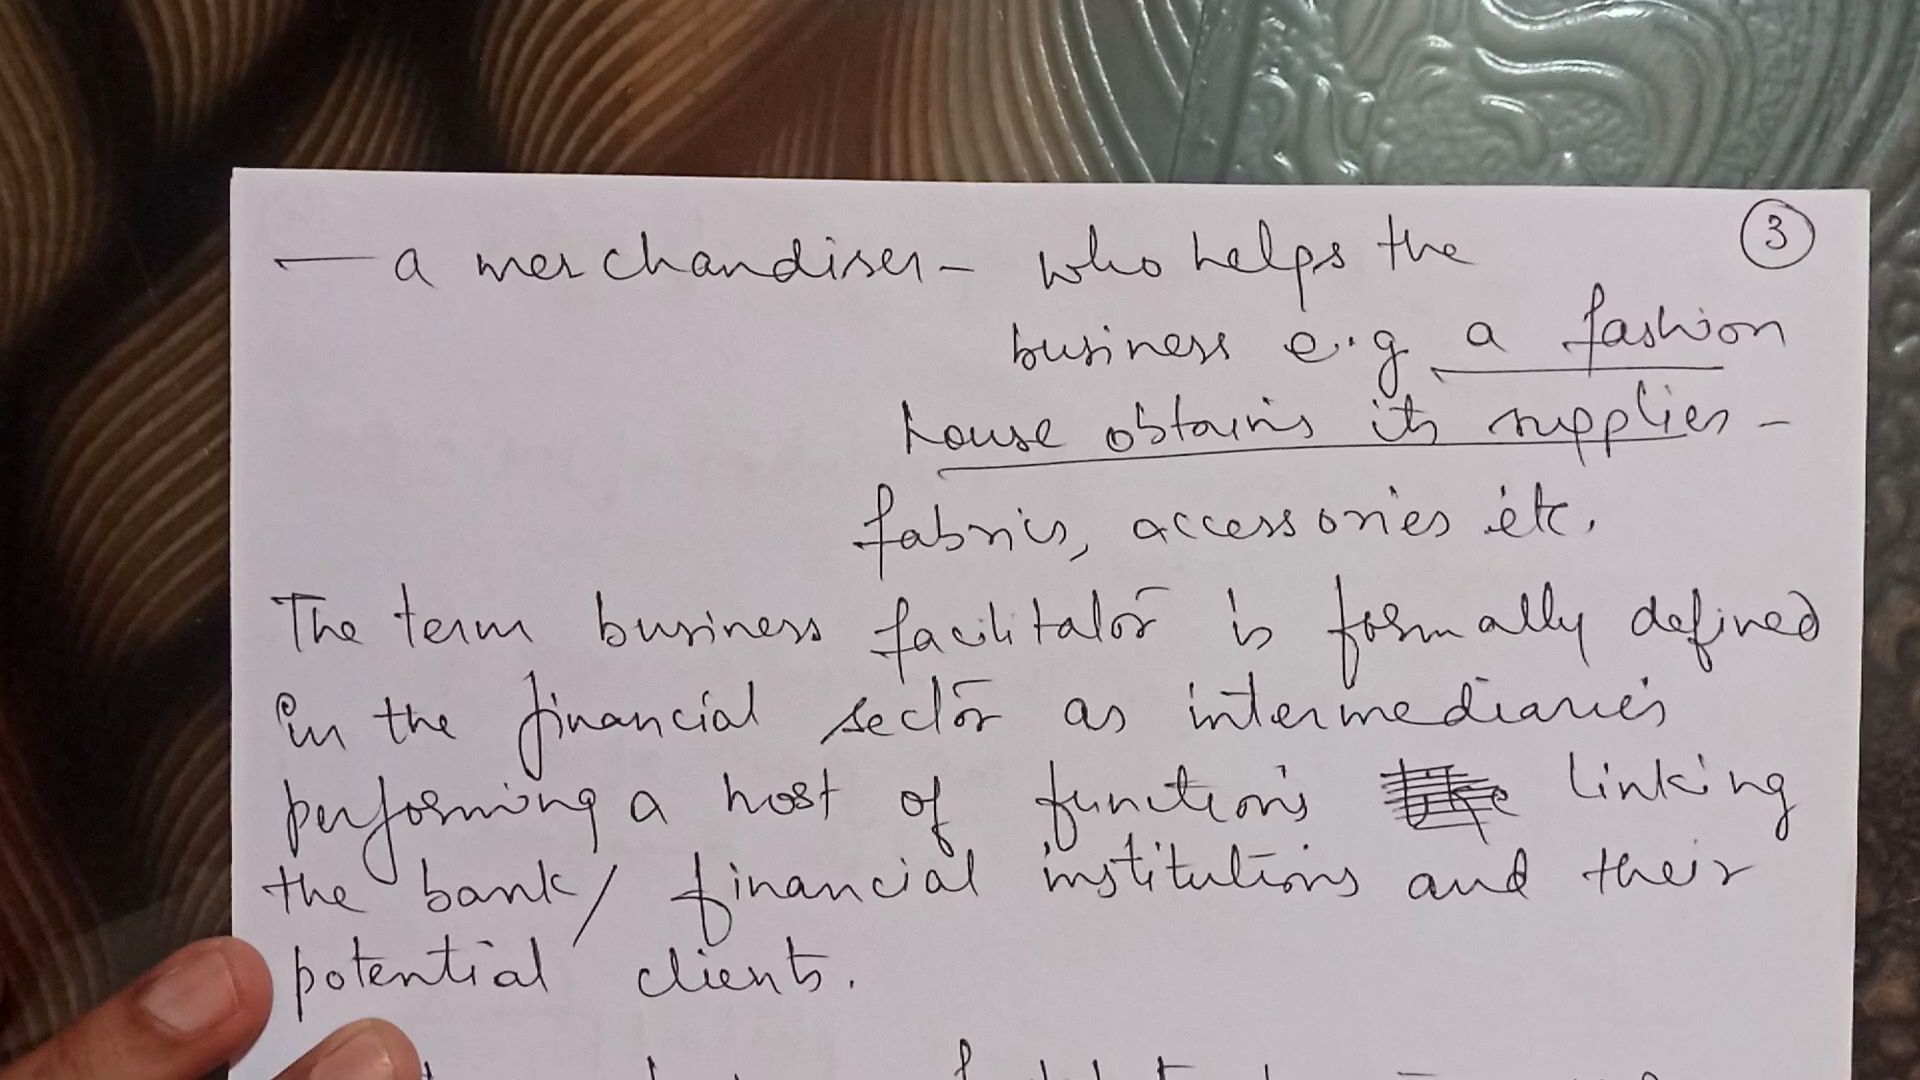 ③
— a merchandiser - who helps the
business e.g a fashion
house obtains its supplies -
fabrics, accessories etc.
The term business facilitator is formally defined
in the financial sector as intermediaries
performing a host of functions linking
the bank/ financial institutions and their
potential clients.